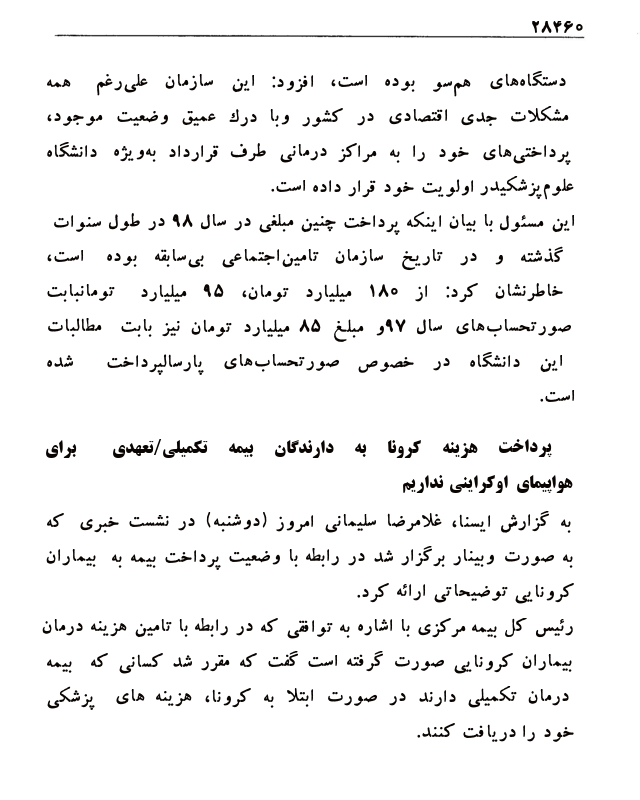 ۲۸۴۶۰
دستگاه‌های هم‌سو بوده است، افزود: این سازمان علی‌رغم همه
مشکلات جدی اقتصادی در کشور وبا درك عمیق وضعیت موجود،
پرداختی‌های خود را به مراکز درمانی طرف قرارداد به‌ویژه دانشگاه
علوم‌پزشکیدر اولویت خود قرار داده است.
این مسئول با بیان اینکه پرداخت چنین مبلغی در سال ۹۸ در طول سنوات
گذشته و در تاریخ سازمان تامین‌اجتماعی بی‌سابقه بوده است،
خاطرنشان کرد: از ۱۸۰ میلیارد تومان، ۹۵ میلیارد تومانبابت
صورتحساب‌های سال ۹۷و مبلغ ۸۵ میلیارد تومان نیز بابت مطالبات
این دانشگاه در خصوص صورتحساب‌های پارسالپرداخت شده
است.
پرداخت هزینه کرونا به دارندگان بیمه تکمیلی/تعهدی برای
هواپیمای اوکراینی نداریم
به گزارش ایسنا، غلامرضا سلیمانی امروز (دوشنبه) در نشست خبری که
به صورت وبینار برگزار شد در رابطه با وضعیت پرداخت بیمه به بیماران
کرونایی توضیحاتی ارائه کرد.
رئیس کل بیمه مرکزی با اشاره به توافقی که در رابطه با تامین هزینه درمان
بیماران کرونایی صورت گرفته است گفت که مقرر شد کسانی که بیمه
درمان تکمیلی دارند در صورت ابتلا به کرونا، هزینه های پزشکی
خود را دریافت کنند.